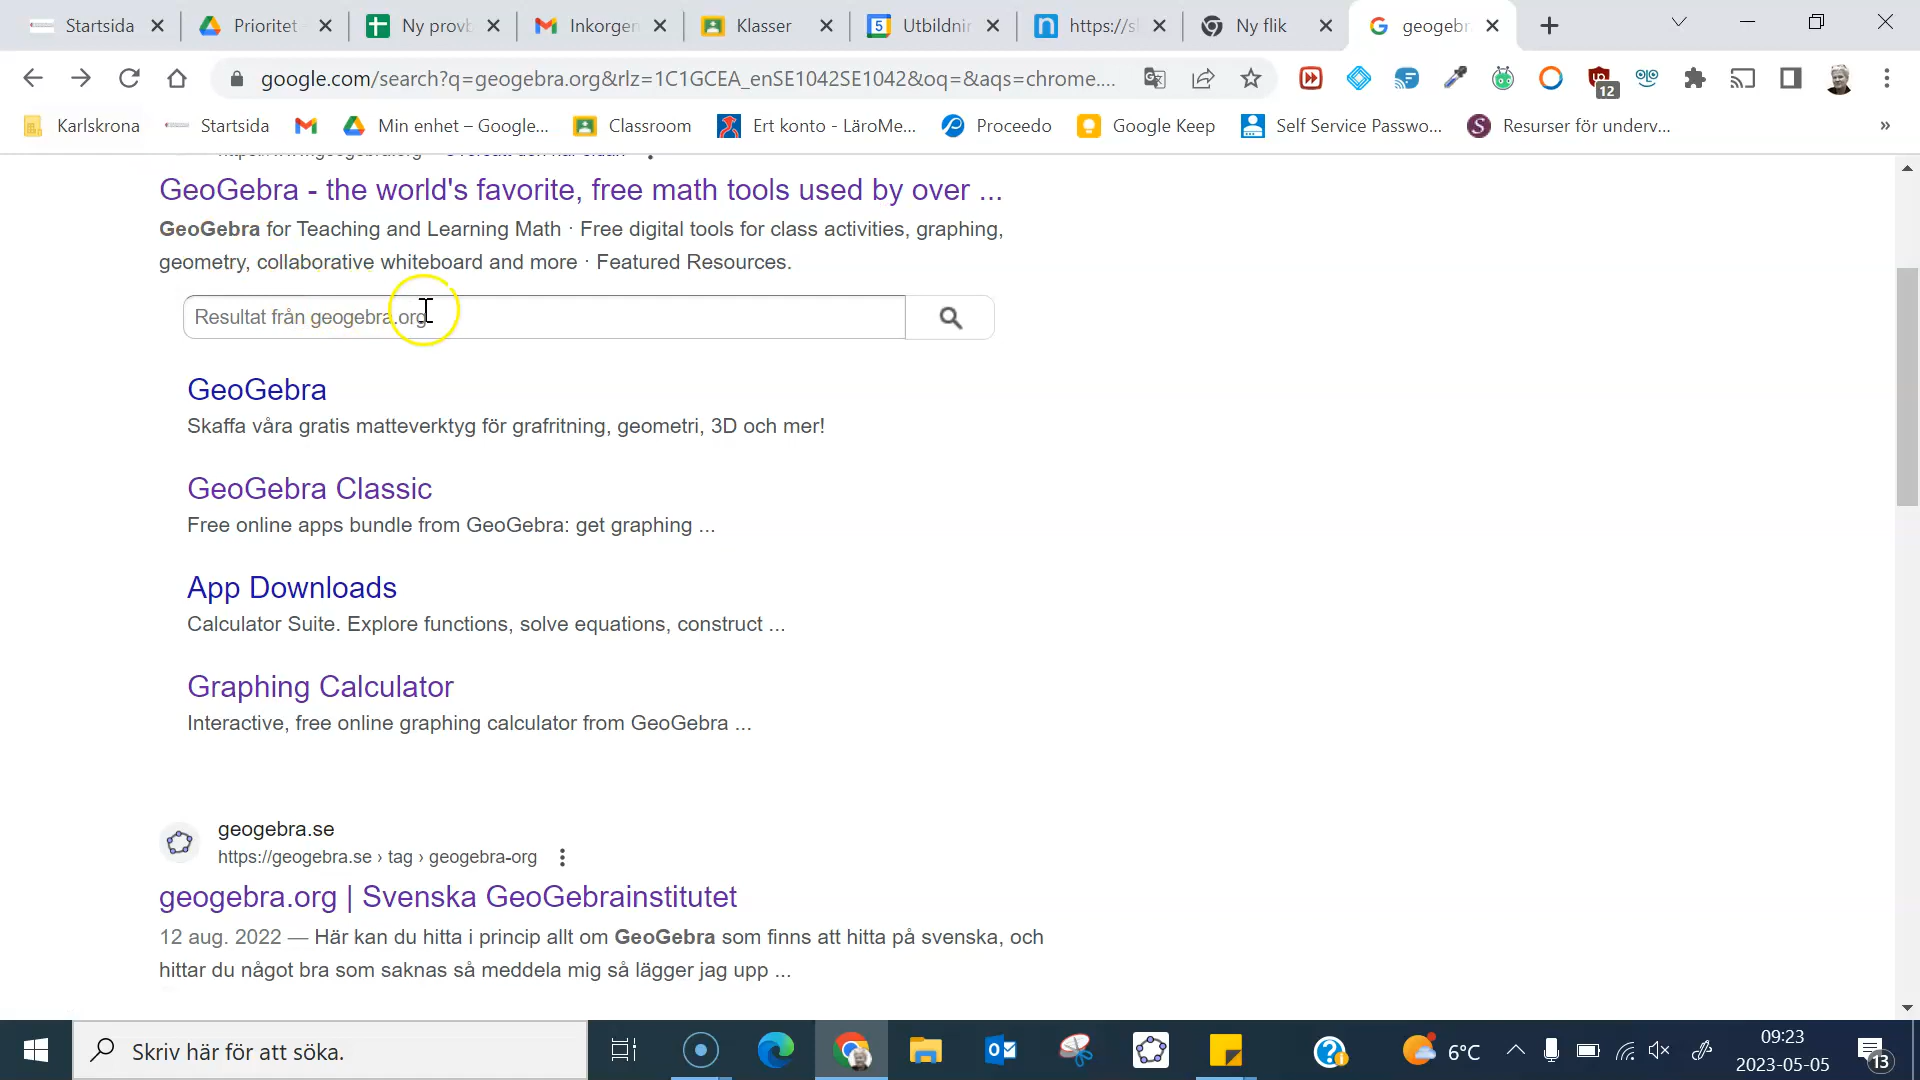 Startsida
Prioritet
Ny provb
Inkorgen
Klasser
5
Utbildnin
https://sl
Ny flik
geogebra
google.com/search?q=geogebra.org&rlz=1C1GCEA_enSE1042SE1042&oq=&aqs=chrome....
12
Karlskrona
Startsida
Min enhet – Google...
Classroom
Ert konto - LäroMe...
Proceedo
Google Keep
Self Service Passwo...
Resurser för underv...
GeoGebra - the world's favorite, free math tools used by over ...
GeoGebra for Teaching and Learning Math · Free digital tools for class activities, graphing,
geometry, collaborative whiteboard and more · Featured Resources.
Resultat från geogebra.org
GeoGebra
Skaffa våra gratis matteverktyg för grafritning, geometri, 3D och mer!
GeoGebra Classic
Free online apps bundle from GeoGebra: get graphing ...
App Downloads
Calculator Suite. Explore functions, solve equations, construct ...
Graphing Calculator
Interactive, free online graphing calculator from GeoGebra ...
geogebra.se
https://geogebra.se › tag › geogebra-org
geogebra.org | Svenska GeoGebrainstitutet
12 aug. 2022 — Här kan du hitta i princip allt om GeoGebra som finns att hitta på svenska, och
hittar du något bra som saknas så meddela mig så lägger jag upp ...
Skriv här för att söka.
6°C
09:23
2023-05-05
13